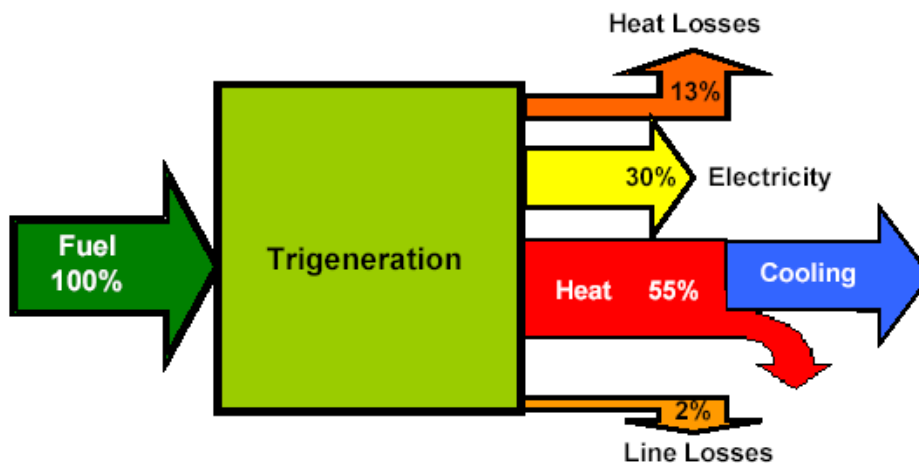 Heat Losses
13%
30% Electricity
Fuel
100%
Trigeneration
Heat 55%
Cooling
2%
Line Losses